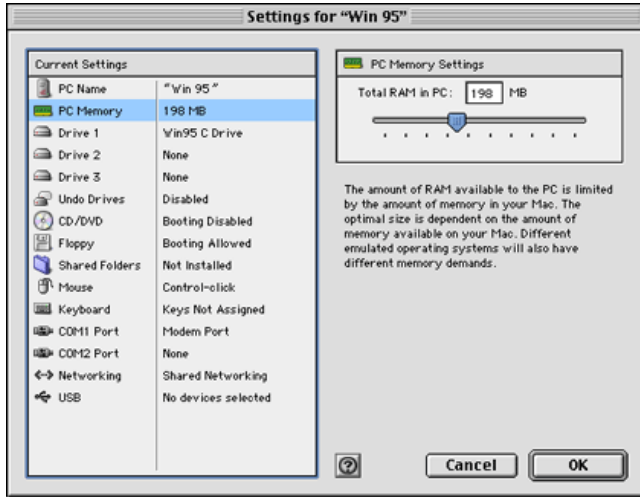 Settings for “Win 95”
Current Settings
PC Name “Win 95”
PC Memory 198 MB
Drive 1 Win95 C Drive
Drive 2 None
Drive 3 None
Undo Drives Disabled
CD/DVD Booting Disabled
Floppy Booting Allowed
Shared Folders Not Installed
Mouse Control-click
Keyboard Keys Not Assigned
COM1 Port Modem Port
COM2 Port None
Networking Shared Networking
USB No devices selected
PC Memory Settings
Total RAM in PC: 198 MB
The amount of RAM available to the PC is limited
by the amount of memory in your Mac. The
optimal size is dependent on the amount of
memory available on your Mac. Different
emulated operating systems will also have
different memory demands.
?
Cancel OK